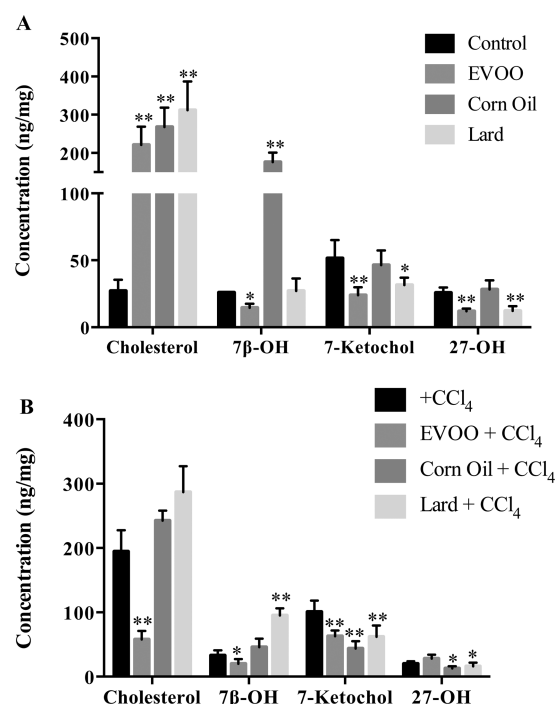 A
Concentration (ng/mg)
500
400
300
200
100
50
0
Control
EVOO
Corn Oil
Lard
** ** **
* **
** *
** **
Cholesterol 7β-OH 7-Ketochol 27-OH
B
Concentration (ng/mg)
400
300
200
100
0
+CCl₄
EVOO + CCl₄
Corn Oil + CCl₄
Lard + CCl₄
**
* **
** ** **
* *
Cholesterol 7β-OH 7-Ketochol 27-OH